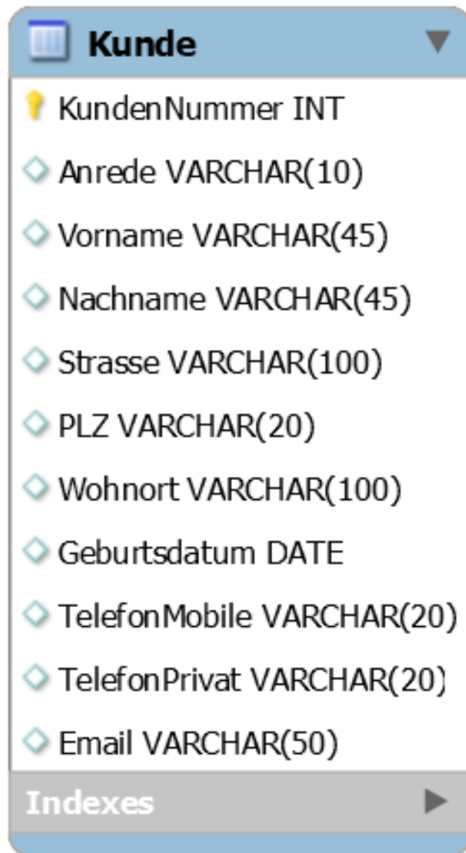 Kunde
KundenNummer INT
Anrede VARCHAR(10)
Vorname VARCHAR(45)
Nachname VARCHAR(45)
Strasse VARCHAR(100)
PLZ VARCHAR(20)
Wohnort VARCHAR(100)
Geburtsdatum DATE
TelefonMobile VARCHAR(20)
TelefonPrivat VARCHAR(20)
Email VARCHAR(50)
Indexes